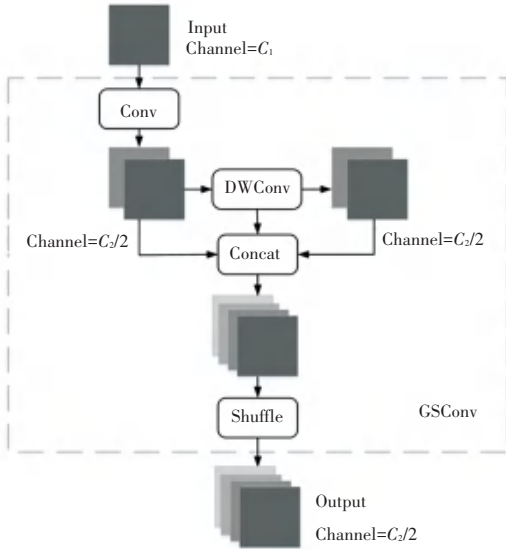 Input
Channel=C₁
Conv
DWConv
Channel=C₂/2
Channel=C₂/2
Concat
Shuffle
GSConv
Output
Channel=C₂/2